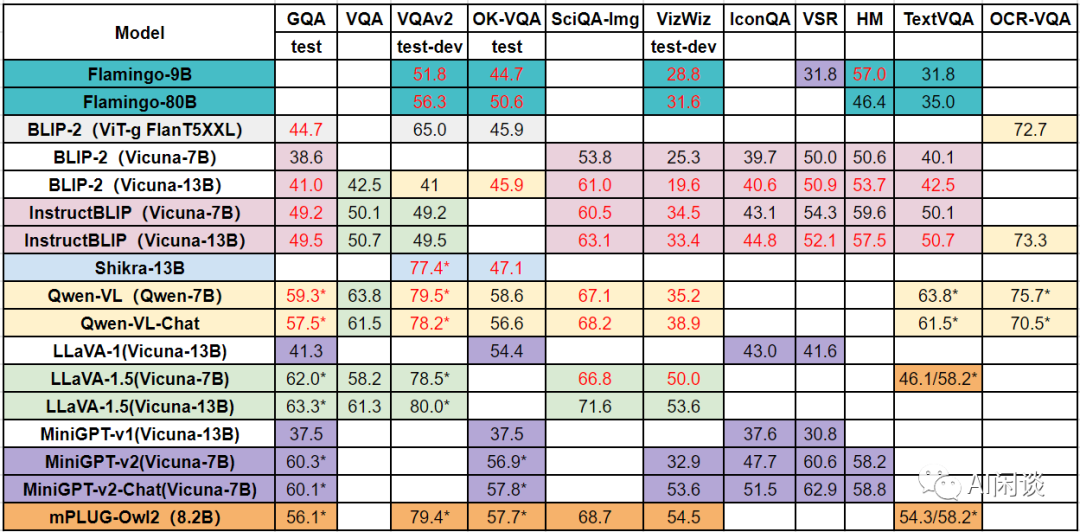 Model GQA VQA VQAv2 OK-VQA SciQA-Img VizWiz IconQA VSR HM TextVQA OCR-VQA
test test-dev test test-dev
Flamingo-9B 51.8 44.7 28.8 31.8 57.0 31.8
Flamingo-80B 56.3 50.6 31.6 46.4 35.0
BLIP-2（ViT-g FlanT5XXL） 44.7 65.0 45.9 72.7
BLIP-2（Vicuna-7B） 38.6 53.8 25.3 39.7 50.0 50.6 40.1
BLIP-2（Vicuna-13B） 41.0 42.5 41 45.9 61.0 19.6 40.6 50.9 53.7 42.5
InstructBLIP（Vicuna-7B） 49.2 50.1 49.2 60.5 34.5 43.1 54.3 59.6 50.1
InstructBLIP（Vicuna-13B） 49.5 50.7 49.5 63.1 33.4 44.8 52.1 57.5 50.7 73.3
Shikra-13B 77.4* 47.1
Qwen-VL（Qwen-7B） 59.3* 63.8 79.5* 58.6 67.1 35.2 63.8* 75.7*
Qwen-VL-Chat 57.5* 61.5 78.2* 56.6 68.2 38.9 61.5* 70.5*
LLaVA-1(Vicuna-13B) 41.3 54.4 43.0 41.6
LLaVA-1.5(Vicuna-7B) 62.0* 58.2 78.5* 66.8 50.0 46.1/58.2*
LLaVA-1.5(Vicuna-13B) 63.3* 61.3 80.0* 71.6 53.6
MiniGPT-v1(Vicuna-13B) 37.5 37.5 37.6 30.8
MiniGPT-v2(Vicuna-7B) 60.3* 56.9* 32.9 47.7 60.6 58.2
MiniGPT-v2-Chat(Vicuna-7B) 60.1* 57.8* 53.6 51.5 62.9 58.8
mPLUG-Owl2（8.2B） 56.1* 79.4* 57.7* 68.7 54.5 54.3/58.2*
AI闲谈